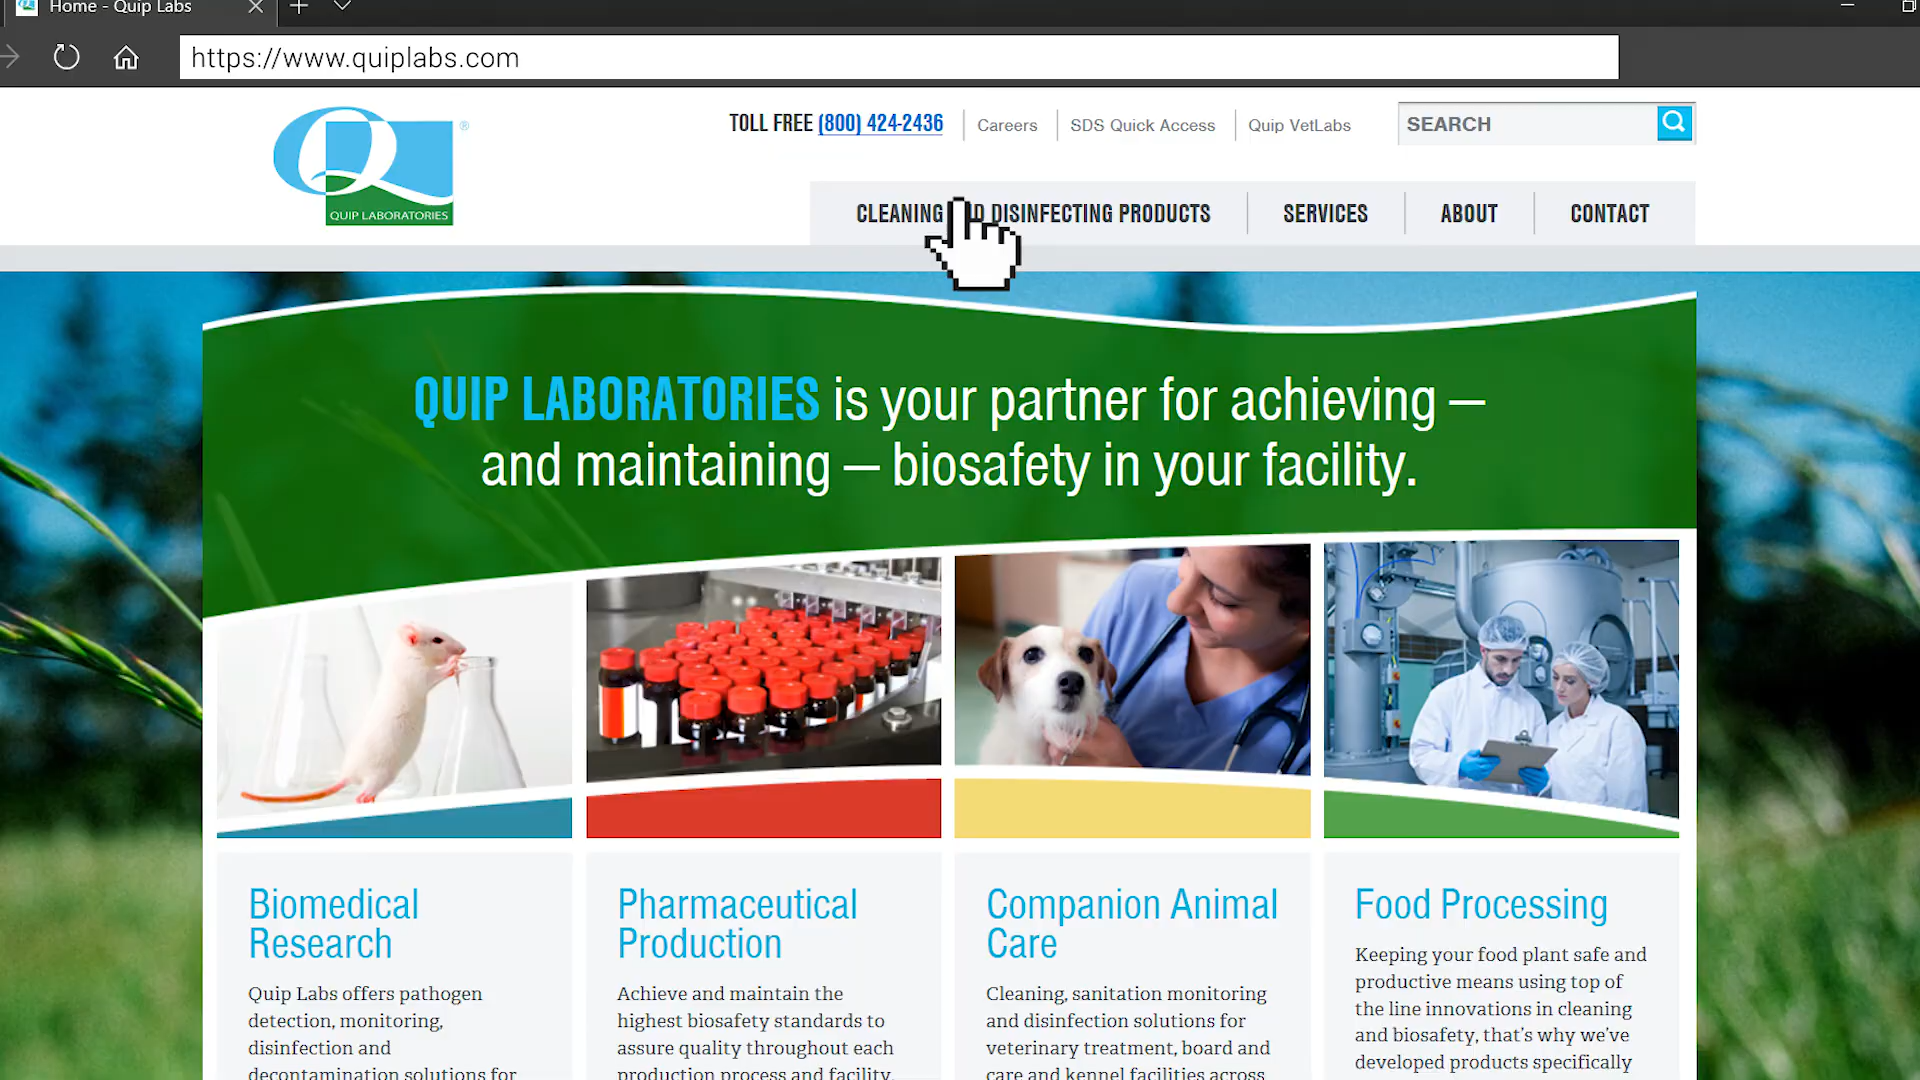 Home - Quip Labs
https://www.quiplabs.com
TOLL FREE (800) 424-2436
Careers
SDS Quick Access
Quip VetLabs
SEARCH
®
QUIP LABORATORIES
CLEANING D DISINFECTING PRODUCTS
SERVICES
ABOUT
CONTACT
QUIP LABORATORIES is your partner for achieving —
and maintaining — biosafety in your facility.
Biomedical
Research
Quip Labs offers pathogen
detection, monitoring,
disinfection and
decontamination solutions for
Pharmaceutical
Production
Achieve and maintain the
highest biosafety standards to
assure quality throughout each
production process and facility.
Companion Animal
Care
Cleaning, sanitation monitoring
and disinfection solutions for
veterinary treatment, board and
care and kennel facilities across
Food Processing
Keeping your food plant safe and
productive means using top of
the line innovations in cleaning
and biosafety, that's why we've
developed products specifically